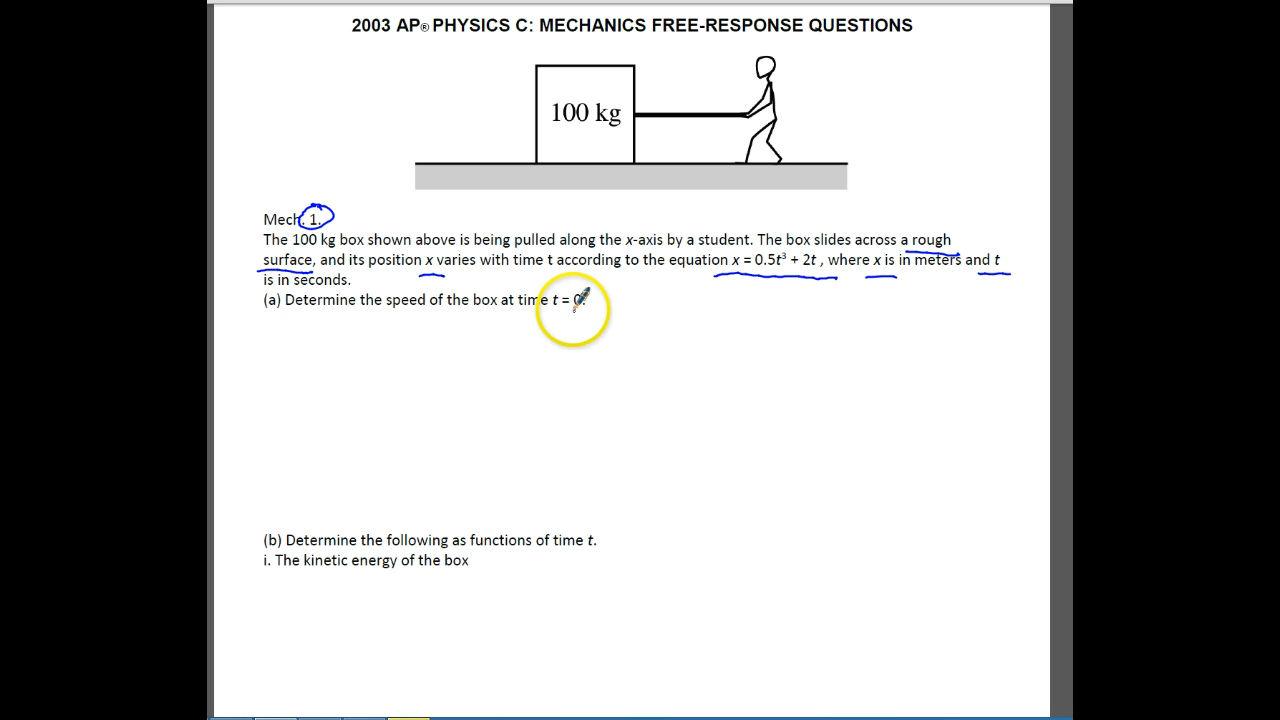 2003 AP® PHYSICS C: MECHANICS FREE-RESPONSE QUESTIONS
100 kg
Mech. 1.
The 100 kg box shown above is being pulled along the x-axis by a student. The box slides across a rough
surface, and its position x varies with time t according to the equation x = 0.5t³ + 2t , where x is in meters and t
is in seconds.
(a) Determine the speed of the box at time t = 0.
(b) Determine the following as functions of time t.
i. The kinetic energy of the box